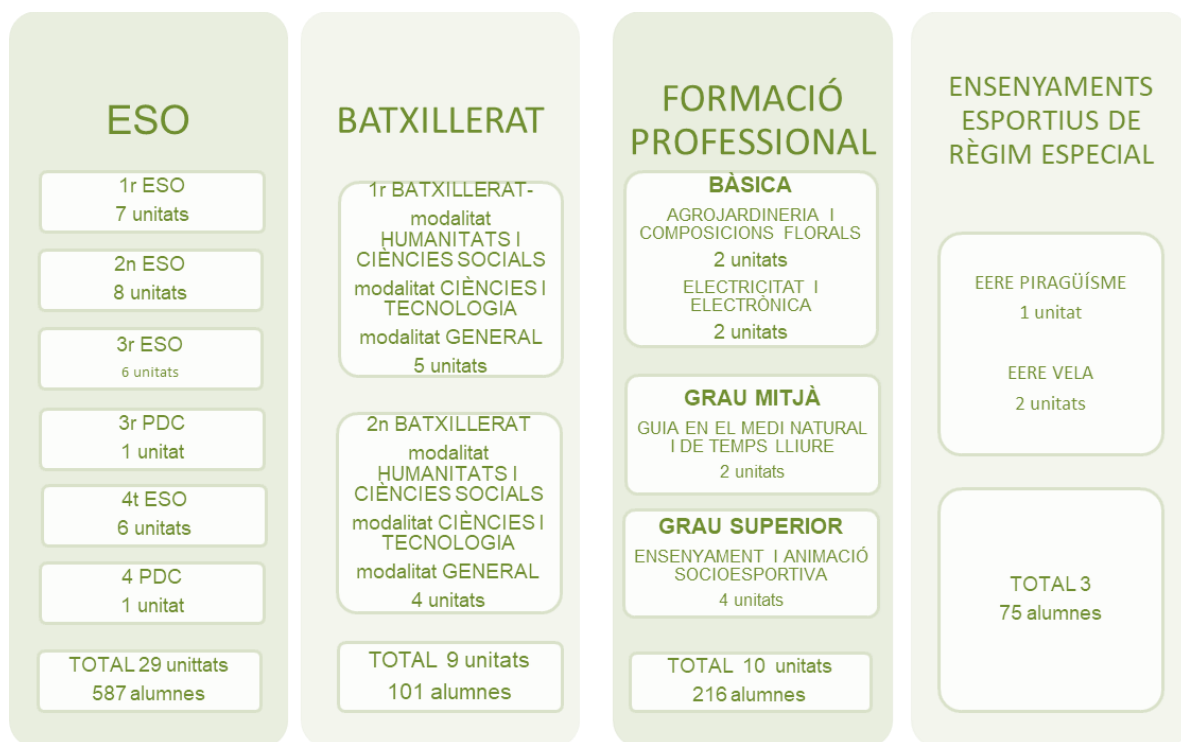 ESO
1r ESO
7 unitats
2n ESO
8 unitats
3r ESO
6 unitats
3r PDC
1 unitat
4t ESO
6 unitats
4 PDC
1 unitat
TOTAL 29 unittats
587 alumnes
BATXILLERAT
1r BATXILLERAT-
modalitat
HUMANITATS I
CIÈNCIES SOCIALS
modalitat CIÈNCIES I
TECNOLOGIA
modalitat GENERAL
5 unitats
2n BATXILLERAT
modalitat
HUMANITATS I
CIÈNCIES SOCIALS
modalitat CIÈNCIES I
TECNOLOGIA
modalitat GENERAL
4 unitats
TOTAL 9 unitats
101 alumnes
FORMACIÓ
PROFESSIONAL
BÀSICA
AGROJARDINERIA I
COMPOSICIONS FLORALS
2 unitats
ELECTRICITAT I
ELECTRÒNICA
2 unitats
GRAU MITJÀ
GUIA EN EL MEDI NATURAL
I DE TEMPS LLIURE
2 unitats
GRAU SUPERIOR
ENSENYAMENT I ANIMACIÓ
SOCIOESPORTIVA
4 unitats
TOTAL 10 unitats
216 alumnes
ENSENYAMENTS
ESPORTIUS DE
RÈGIM ESPECIAL
EERE PIRAGÜÍSME
1 unitat
EERE VELA
2 unitats
TOTAL 3
75 alumnes